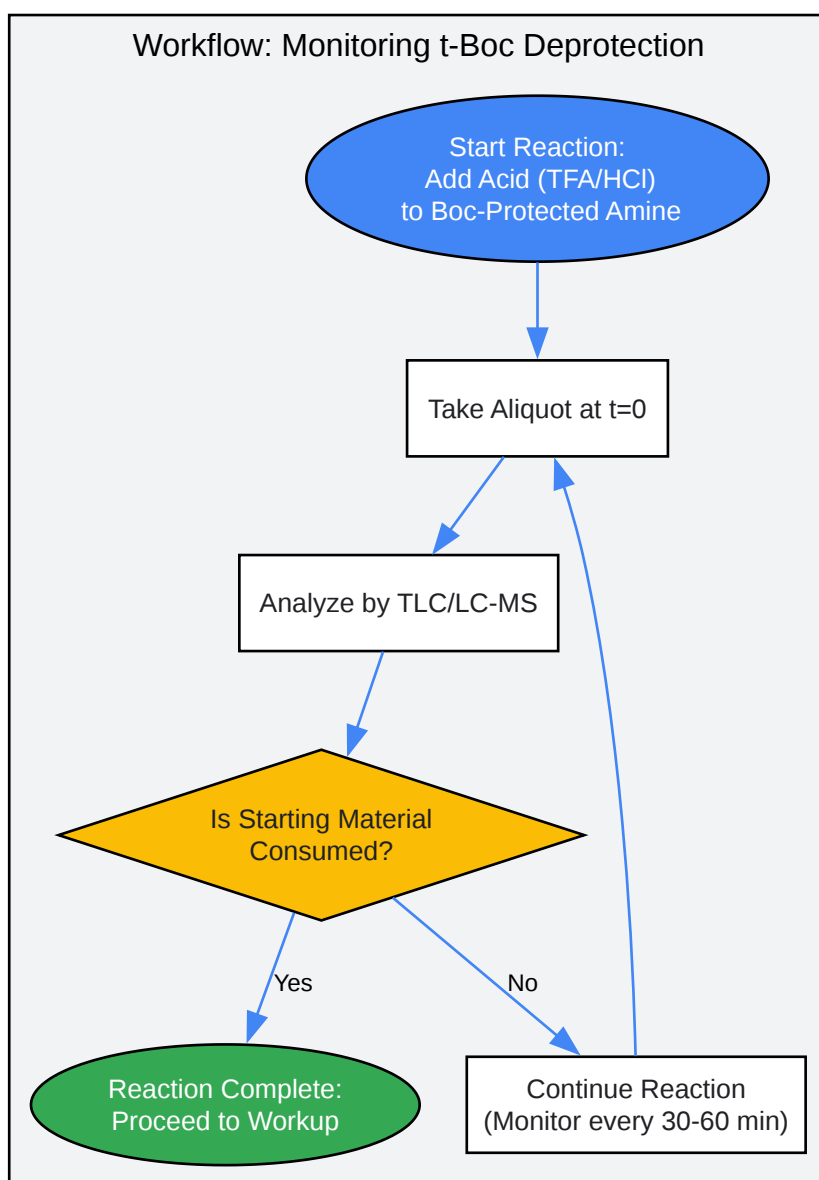 Workflow: Monitoring t-Boc Deprotection
Start Reaction:
Add Acid (TFA/HCl)
to Boc-Protected Amine
Take Aliquot at t=0
Analyze by TLC/LC-MS
Is Starting Material
Consumed?
Yes
No
Reaction Complete:
Proceed to Workup
Continue Reaction
(Monitor every 30-60 min)